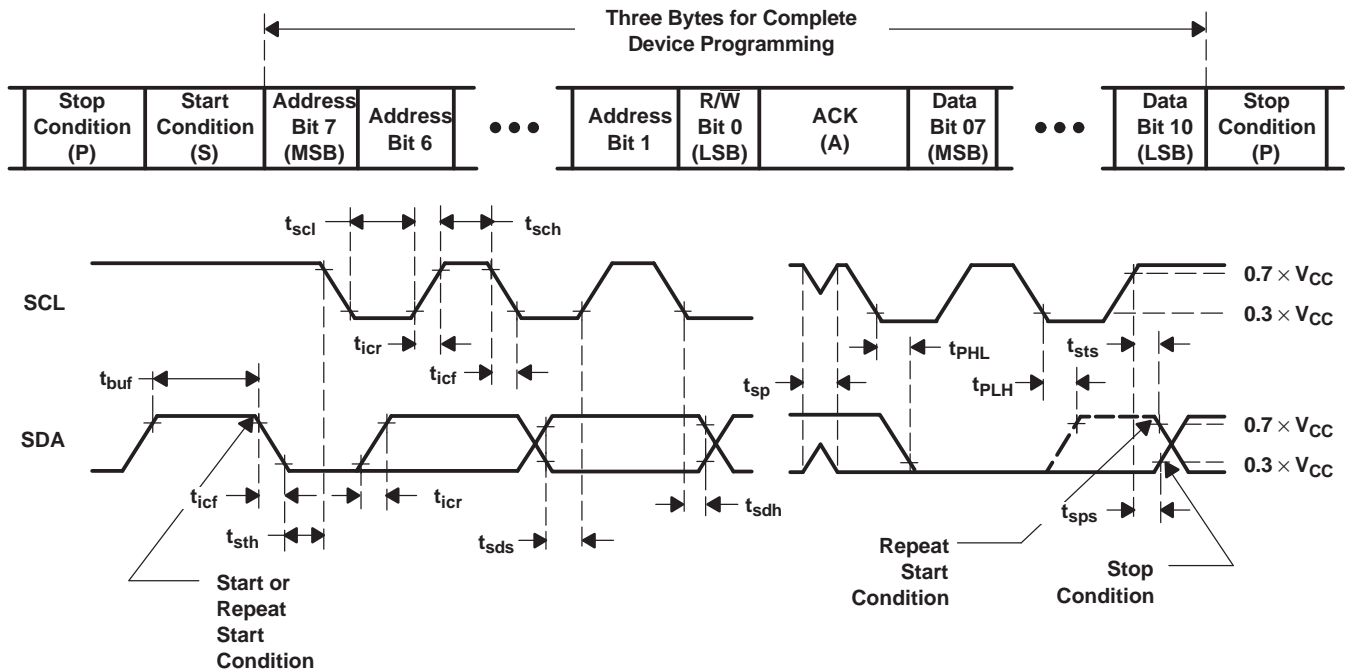 Three Bytes for Complete
Device Programming
Stop
Condition
(P)
Start
Condition
(S)
Address
Bit 7
(MSB)
Address
Bit 6
•••
Address
Bit 1
R/W̅
Bit 0
(LSB)
ACK
(A)
Data
Bit 07
(MSB)
•••
Data
Bit 10
(LSB)
Stop
Condition
(P)
tscl
tsch
SCL
0.7 × VCC
0.3 × VCC
ticr
ticf
tPHL
tsts
tbuf
tsp
tPLH
SDA
0.7 × VCC
0.3 × VCC
ticf
ticr
tsdh
tsth
tsds
tsps
Start or
Repeat
Start
Condition
Repeat
Start
Condition
Stop
Condition